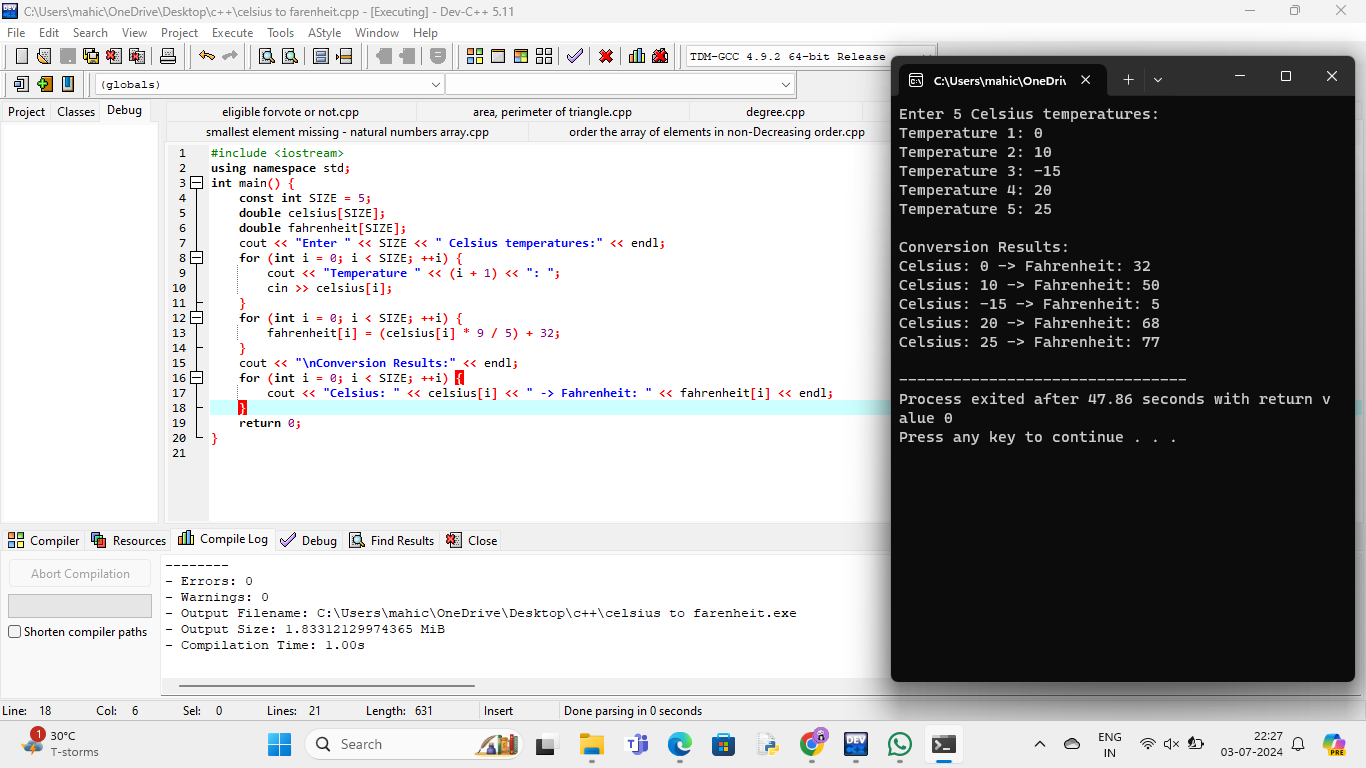 C:\Users\mahic\OneDrive\Desktop\c++\celsius to farenheit.cpp - [Executing] - Dev-C++ 5.11
File Edit Search View Project Execute Tools AStyle Window Help
TDM-GCC 4.9.2 64-bit Release
(globals)
Project Classes Debug
eligible forvote or not.cpp area, perimeter of triangle.cpp degree.cpp
smallest element missing - natural numbers array.cpp order the array of elements in non-Decreasing order.cpp
1 #include <iostream>
2 using namespace std;
3 int main() {
4 const int SIZE = 5;
5 double celsius[SIZE];
6 double fahrenheit[SIZE];
7 cout << "Enter " << SIZE << " Celsius temperatures:" << endl;
8 for (int i = 0; i < SIZE; ++i) {
9 cout << "Temperature " << (i + 1) << ": ";
10 cin >> celsius[i];
11 }
12 for (int i = 0; i < SIZE; ++i) {
13 fahrenheit[i] = (celsius[i] * 9 / 5) + 32;
14 }
15 cout << "\nConversion Results:" << endl;
16 for (int i = 0; i < SIZE; ++i) {
17 cout << "Celsius: " << celsius[i] << " -> Fahrenheit: " << fahrenheit[i] << endl;
18 }
19 return 0;
20 }
21
C:\Users\mahic\OneDri
Enter 5 Celsius temperatures:
Temperature 1: 0
Temperature 2: 10
Temperature 3: -15
Temperature 4: 20
Temperature 5: 25
Conversion Results:
Celsius: 0 -> Fahrenheit: 32
Celsius: 10 -> Fahrenheit: 50
Celsius: -15 -> Fahrenheit: 5
Celsius: 20 -> Fahrenheit: 68
Celsius: 25 -> Fahrenheit: 77
--------------------------------
Process exited after 47.86 seconds with return v
alue 0
Press any key to continue . . .
Compiler Resources Compile Log Debug Find Results Close
Abort Compilation
Shorten compiler paths
--------
- Errors: 0
- Warnings: 0
- Output Filename: C:\Users\mahic\OneDrive\Desktop\c++\celsius to farenheit.exe
- Output Size: 1.83312129974365 MiB
- Compilation Time: 1.00s
Line: 18 Col: 6 Sel: 0 Lines: 21 Length: 631 Insert Done parsing in 0 seconds
1
30°C
T-storms
Search
DEV
PRE
ENG
IN
22:27
03-07-2024